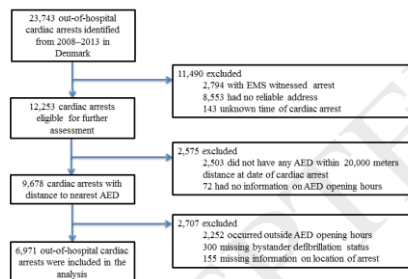 23,743 out-of-hospital
cardiac arrests identified
from 2008–2013 in
Denmark
11,490 excluded
2,794 with EMS witnessed arrest
8,553 had no reliable address
143 unknown time of cardiac arrest
12,253 cardiac arrests
eligible for further
assessment
2,575 excluded
2,503 did not have any AED within 20,000 meters
distance at date of cardiac arrest
72 had no information on AED opening hours
9,678 cardiac arrests with
distance to nearest AED
2,707 excluded
2,252 occurred outside AED opening hours
300 missing bystander defibrillation status
155 missing information on location of arrest
6,971 out-of-hospital cardiac
arrests were included in the
analysis